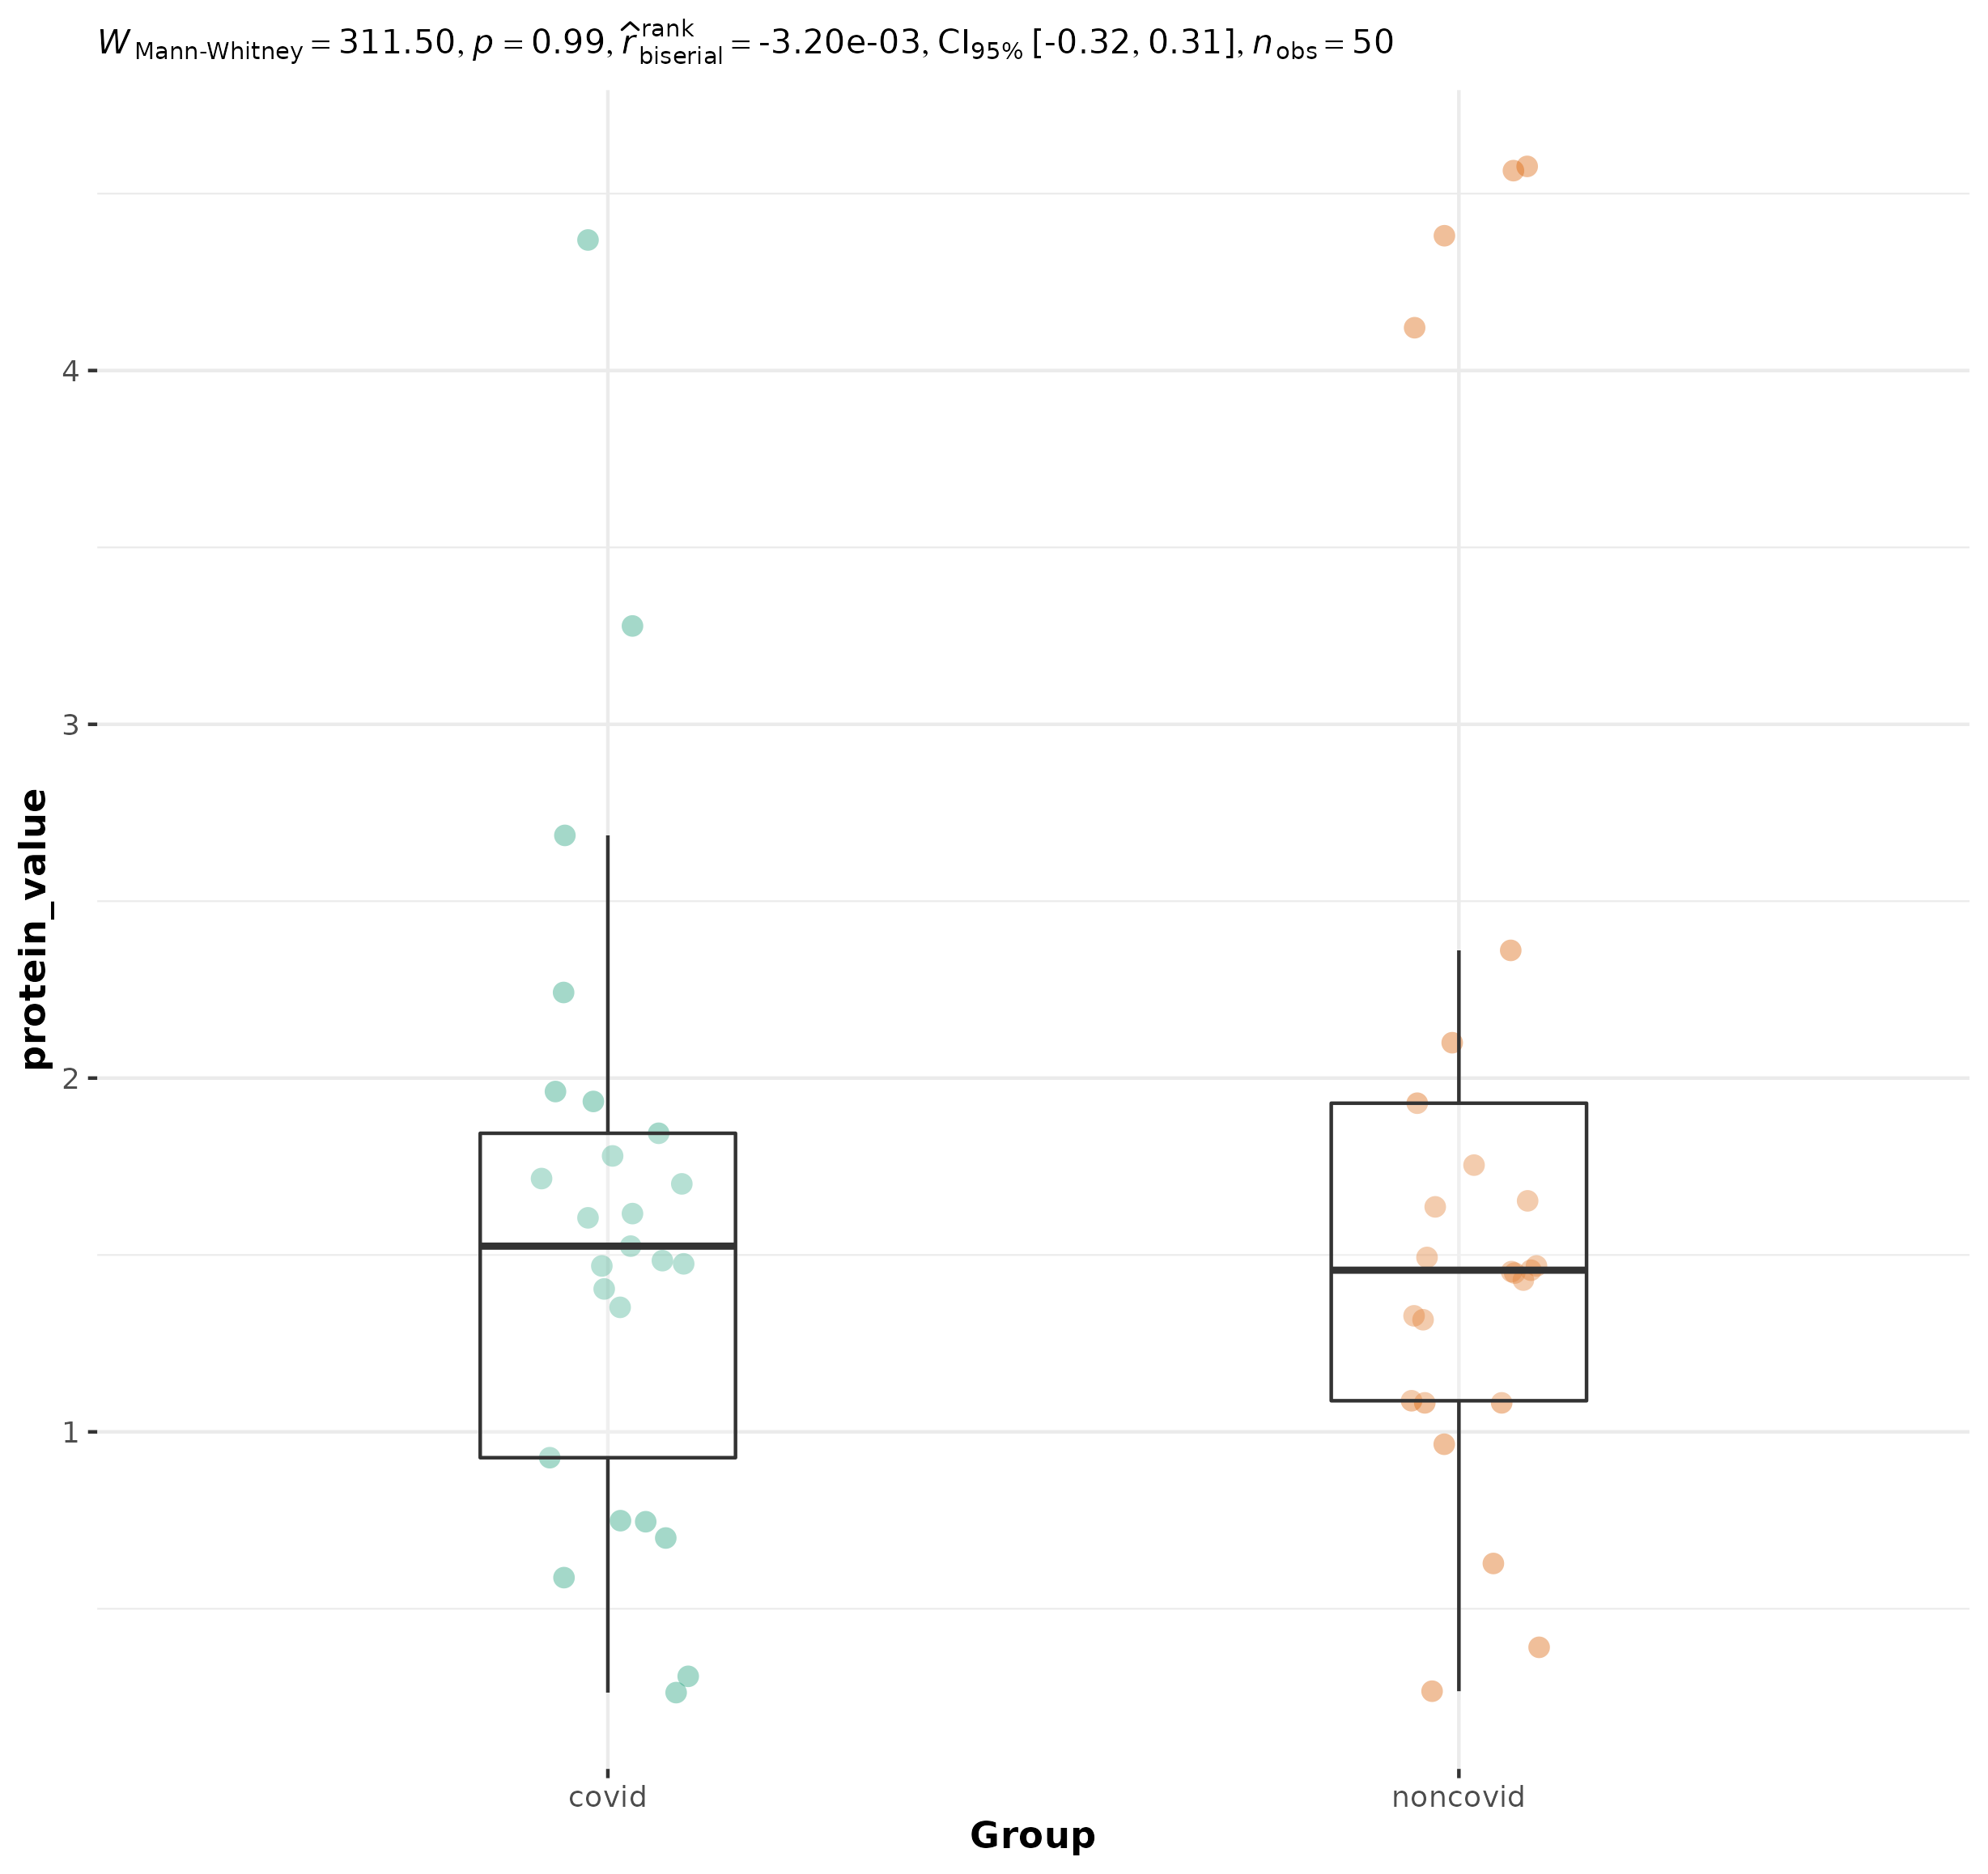 W Mann-Whitney = 311.50, p = 0.99, r̂ rank biserial = -3.20e-03, CI95% [-0.32, 0.31], n obs = 50
4
3
2
1
protein_value
covid
noncovid
Group